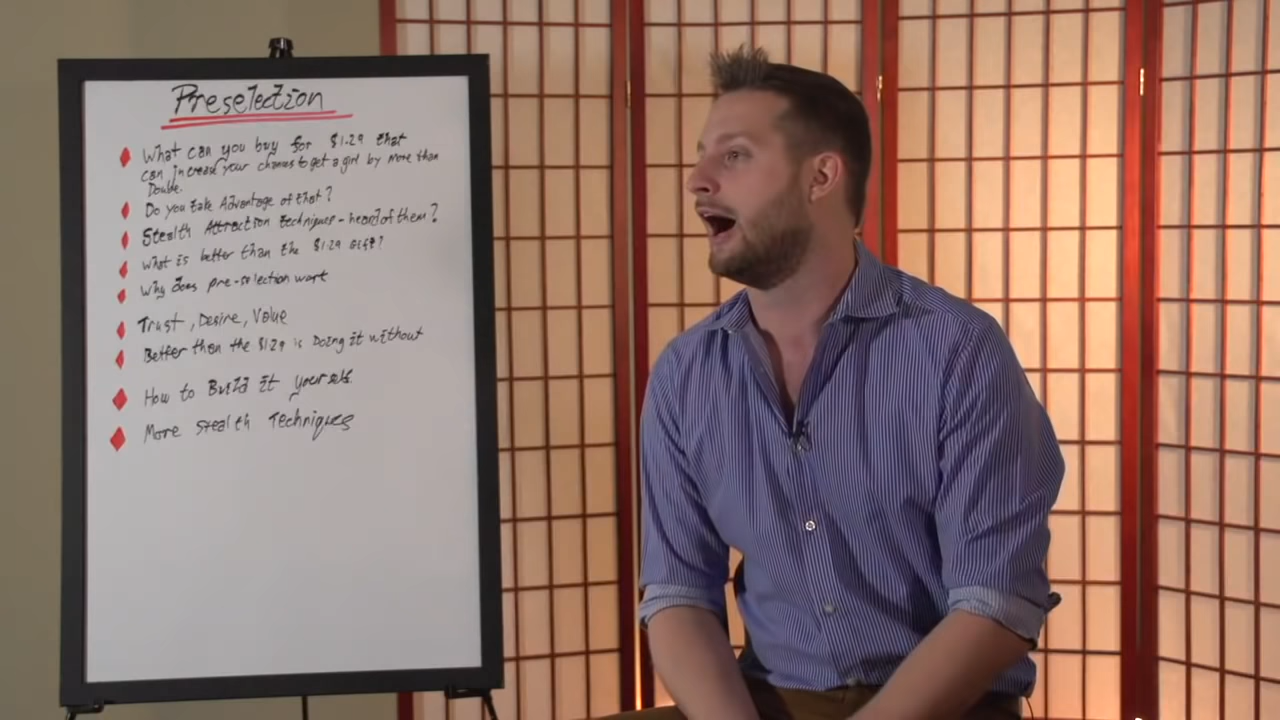 Preselection
What can you buy for $1.29 that
can increase your chances to get a girl by more than
Double.
Do you take Advantage of that?
Stealth Attraction Techniques - heard of them?
What is better than the $1.29 Gift?
Why does pre-selection work
Trust, Desire, Value
Better then the $1.29 is Doing it without
How to Build it yourself.
More Stealth Techniques